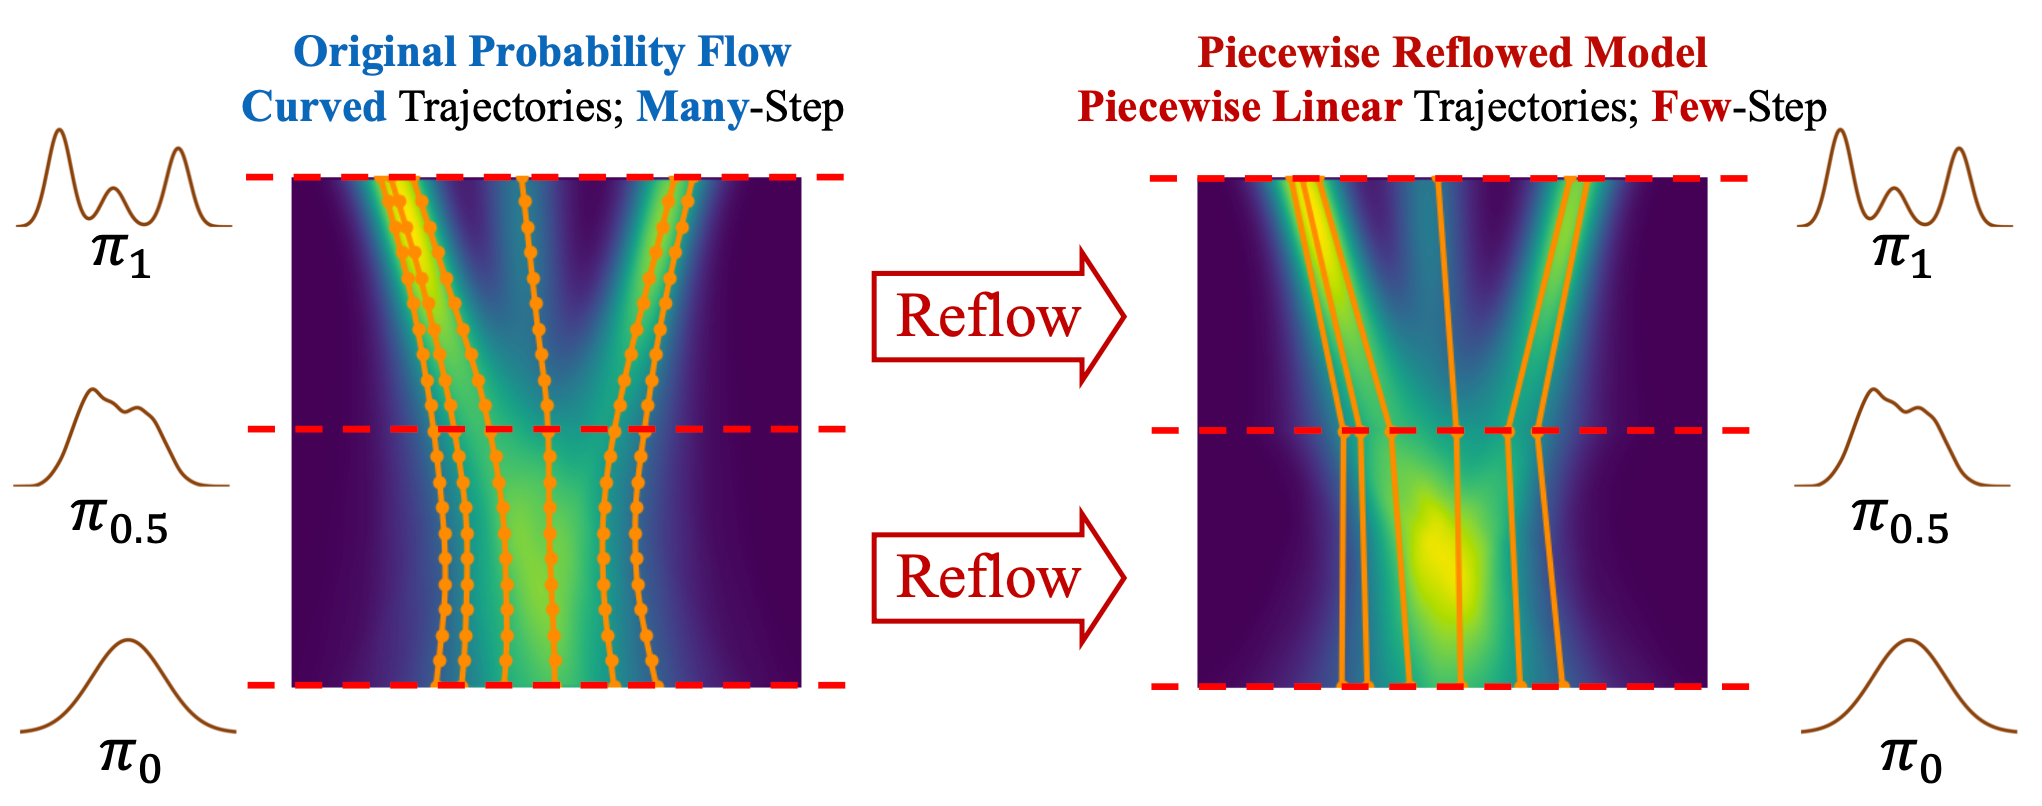 Original Probability Flow
Curved Trajectories; Many-Step
π₁
π₀.₅
π₀
Reflow
Reflow
Piecewise Reflowed Model
Piecewise Linear Trajectories; Few-Step
π₁
π₀.₅
π₀